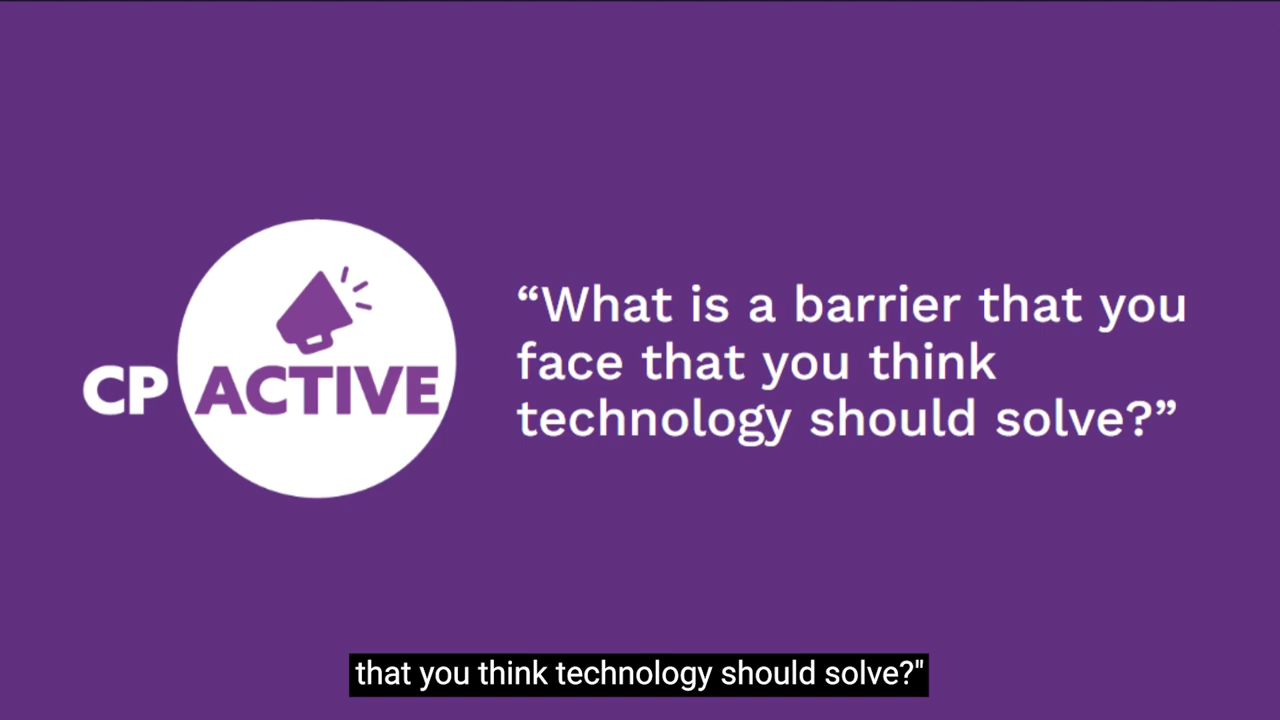 CP ACTIVE
“What is a barrier that you
face that you think
technology should solve?”
that you think technology should solve?"